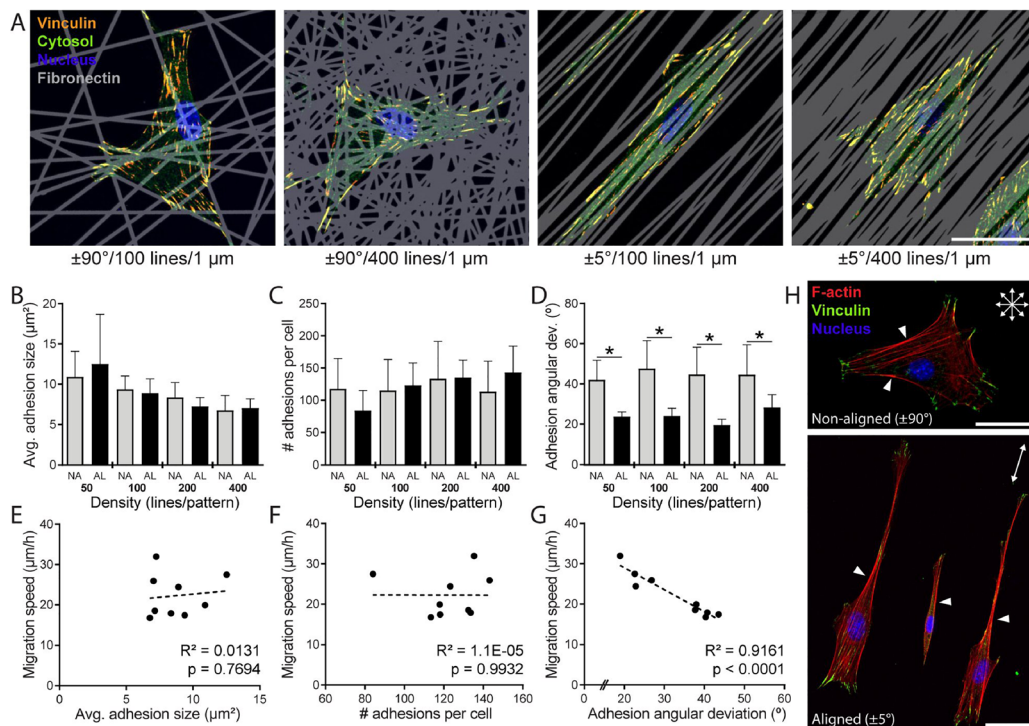 A
Vinculin
Cytosol
Nucleus
Fibronectin
±90°/100 lines/1 µm
±90°/400 lines/1 µm
±5°/100 lines/1 µm
±5°/400 lines/1 µm
B
Avg. adhesion size (µm²)
20
15
10
5
0
NA AL NA AL NA AL NA AL
50 100 200 400
Density (lines/pattern)
C
# adhesions per cell
250
200
150
100
50
0
NA AL NA AL NA AL NA AL
50 100 200 400
Density (lines/pattern)
D
Adhesion angular dev. (°)
80
60
40
20
0
* * * *
NA AL NA AL NA AL NA AL
50 100 200 400
Density (lines/pattern)
E
Migration speed (µm/h)
40
30
20
10
0
R² = 0.0131
p = 0.7694
0 5 10 15
Avg. adhesion size (µm²)
F
Migration speed (µm/h)
40
30
20
10
0
R² = 1.1E-05
p = 0.9932
60 80 100 120 140 160
# adhesions per cell
G
Migration speed (µm/h)
40
30
20
10
0
R² = 0.9161
p < 0.0001
0 20 30 40 50 60
Adhesion angular deviation (°)
H
F-actin
Vinculin
Nucleus
Non-aligned (±90°)
Aligned (±5°)